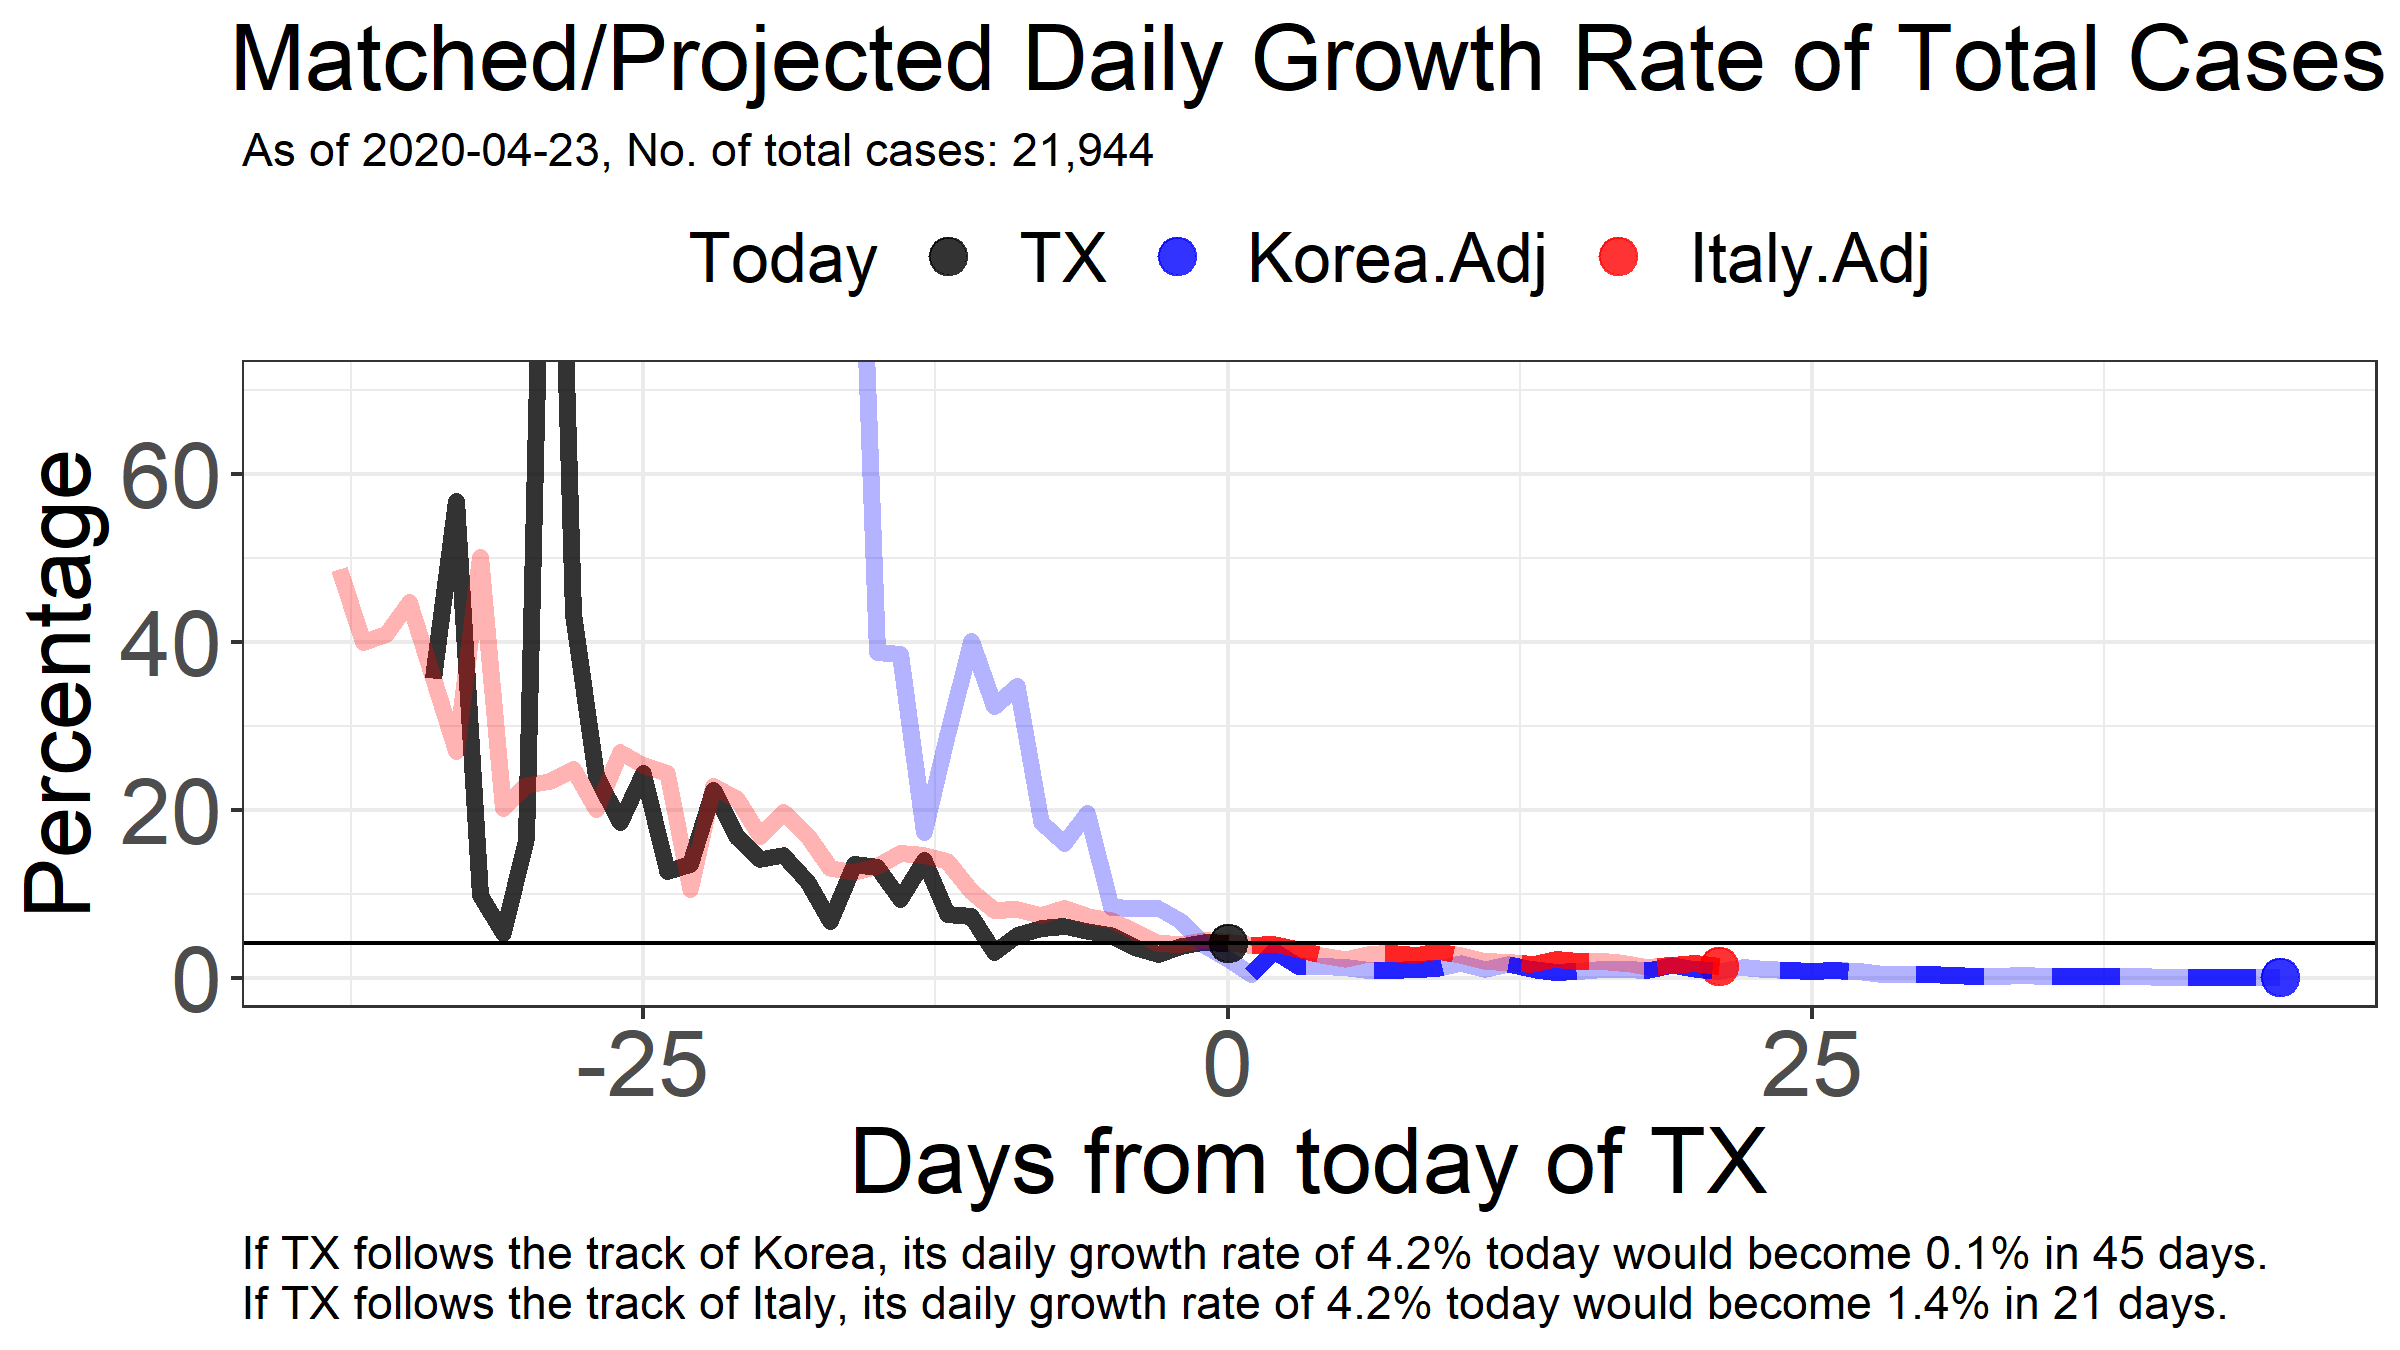 Matched/Projected Daily Growth Rate of Total Cases
As of 2020-04-23, No. of total cases: 21,944
Today TX Korea.Adj Italy.Adj
Percentage
60
40
20
0
-25 0 25
Days from today of TX
If TX follows the track of Korea, its daily growth rate of 4.2% today would become 0.1% in 45 days.
If TX follows the track of Italy, its daily growth rate of 4.2% today would become 1.4% in 21 days.